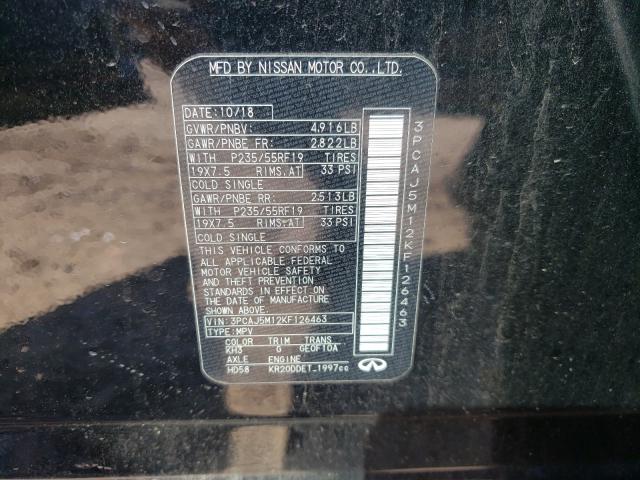 MFD BY NISSAN MOTOR CO.,LTD.
DATE:10/18
GVWR/PNBV: 4.916LB
GAWR/PNBE FR: 2.822LB
WITH P235/55RF19 TIRES
19X7.5 RIMS.AT 33 PSI
COLD SINGLE
GAWR/PNBE RR: 2.513LB
WITH P235/55RF19 TIRES
19X7.5 RIMS.AT 33 PSI
COLD SINGLE
THIS VEHICLE CONFORMS TO
ALL APPLICABLE FEDERAL
MOTOR VEHICLE SAFETY
AND THEFT PREVENTION
STANDARDS IN EFFECT ON
THE DATE OF MANUFACTURE
SHOWN ABOVE.
VIN:3PCAJ5M12KF126463
TYPE:MPV
COLOR TRIM TRANS
KH3 G GE0F10A
AXLE ENGINE
HD58 KR20DDET 1997cc
3PCAJ5M12KF126463